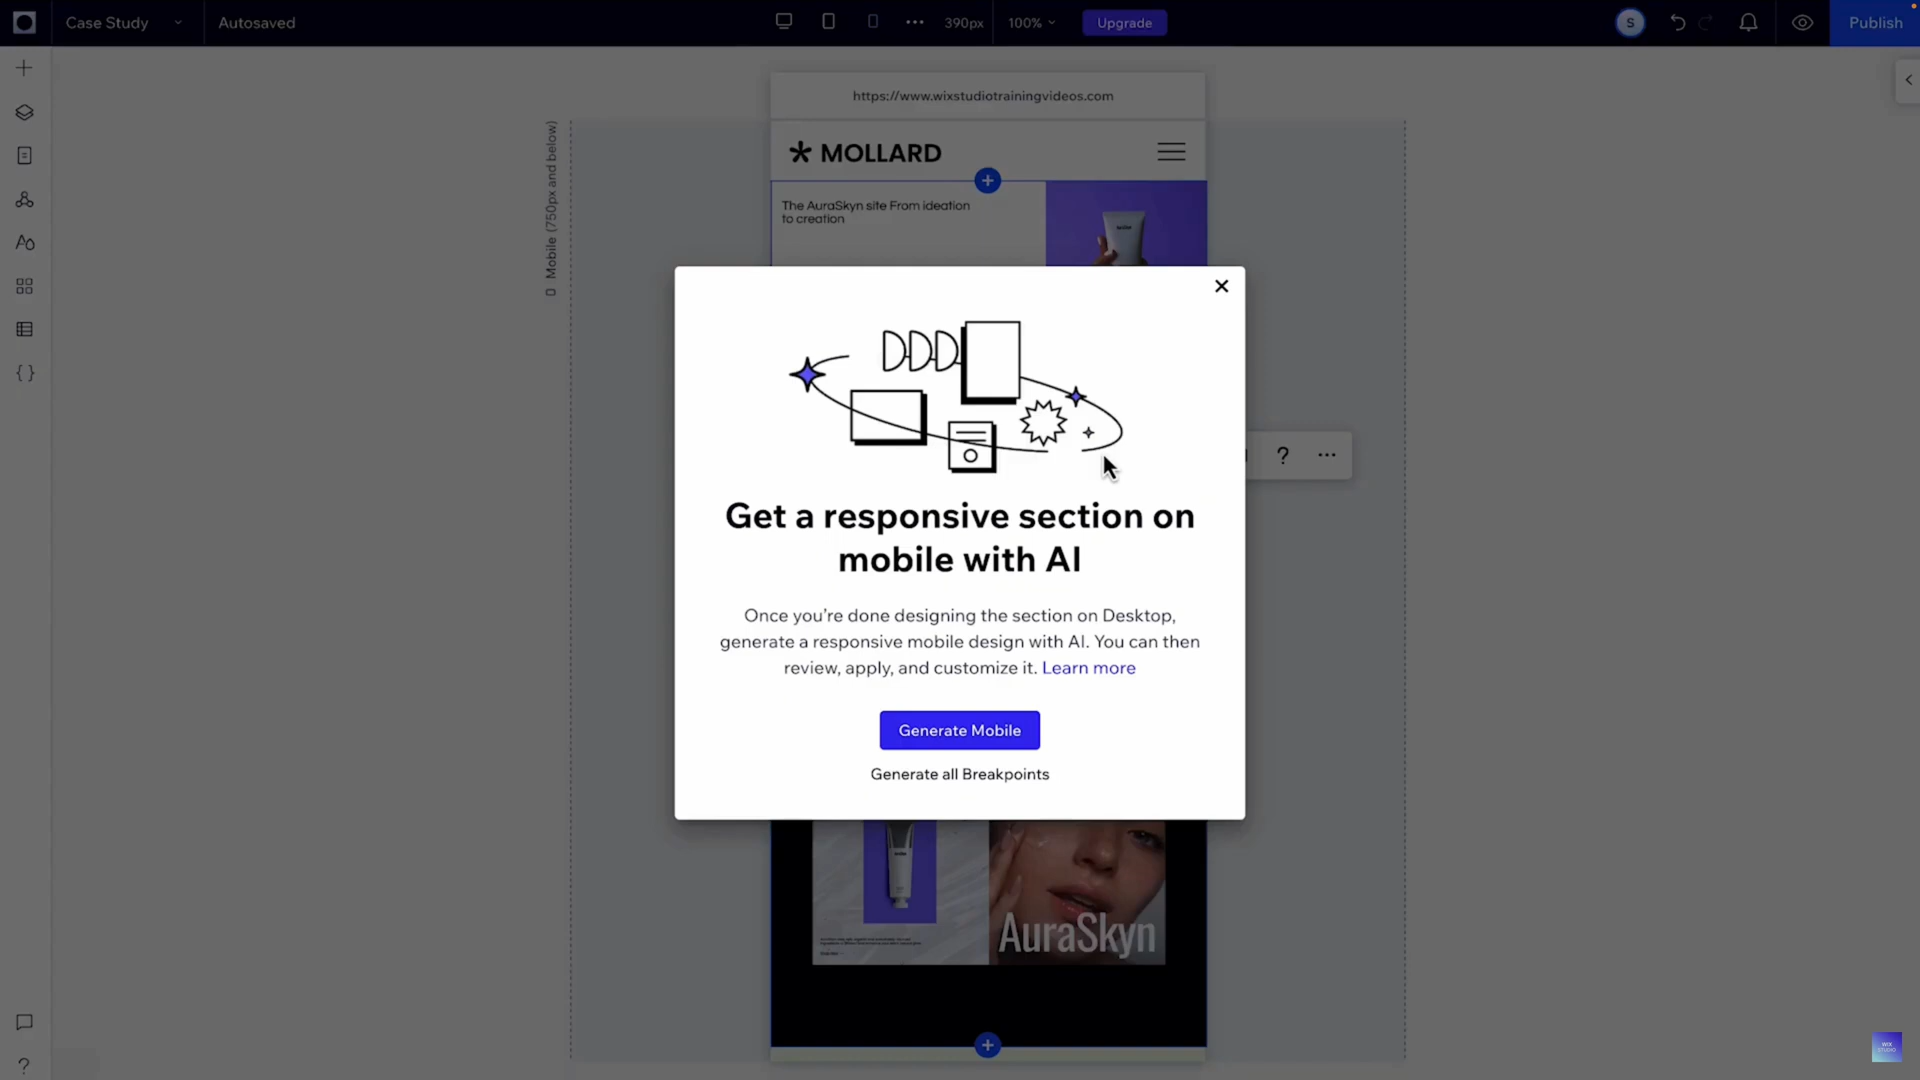 Case Study
Autosaved
390px
100%
Upgrade
S
Publish
https://www.wixstudiotrainingvideos.com
Mobile (750px and below)
MOLLARD
The AuraSkyn site From ideation
to creation
Get a responsive section on
mobile with AI
Once you’re done designing the section on Desktop,
generate a responsive mobile design with AI. You can then
review, apply, and customize it. Learn more
Generate Mobile
Generate all Breakpoints
?
AuraSkyn
?
WIX
STUDIO